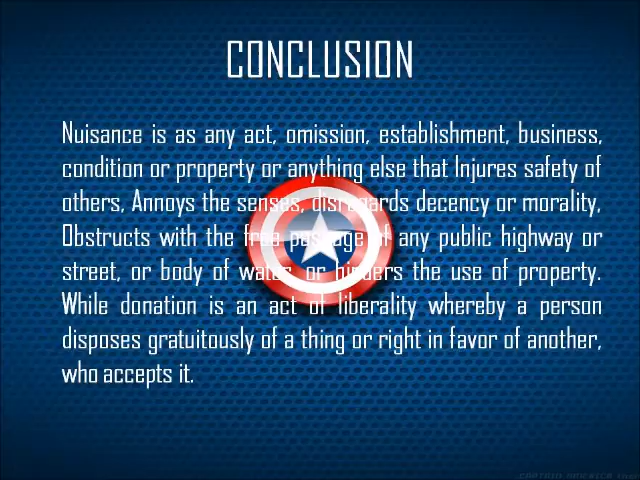 CONCLUSION
Nuisance is as any act, omission, establishment, business,
condition or property or anything else that Injures safety of
others, Annoys the senses, disregards decency or morality,
Obstructs with the free passage of any public highway or
street, or body of water, or hinders the use of property.
While donation is an act of liberality whereby a person
disposes gratuitously of a thing or right in favor of another,
who accepts it.